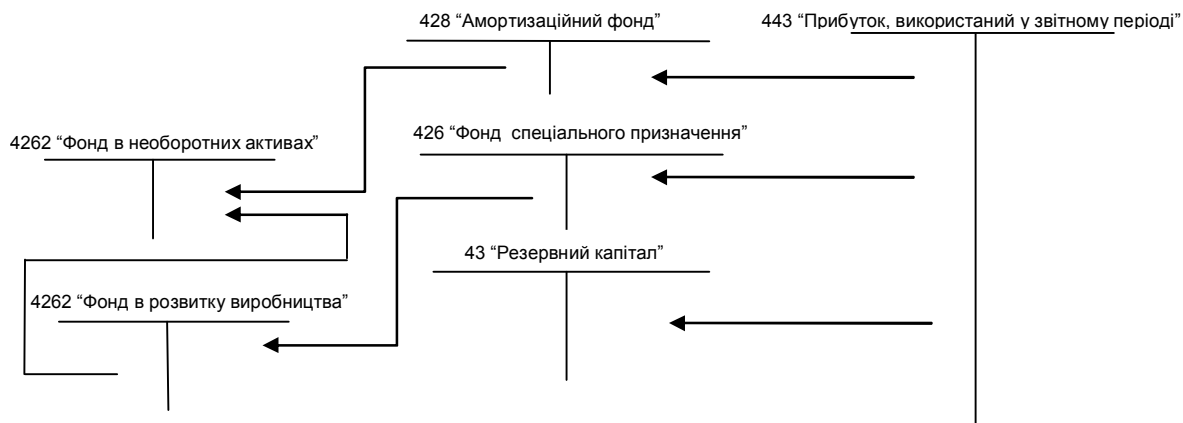 428 “Амортизаційний фонд”
443 “Прибуток, використаний у звітному періоді”
4262 “Фонд в необоротних активах”
426 “Фонд спеціального призначення”
43 “Резервний капітал”
4262 “Фонд в розвитку виробництва”